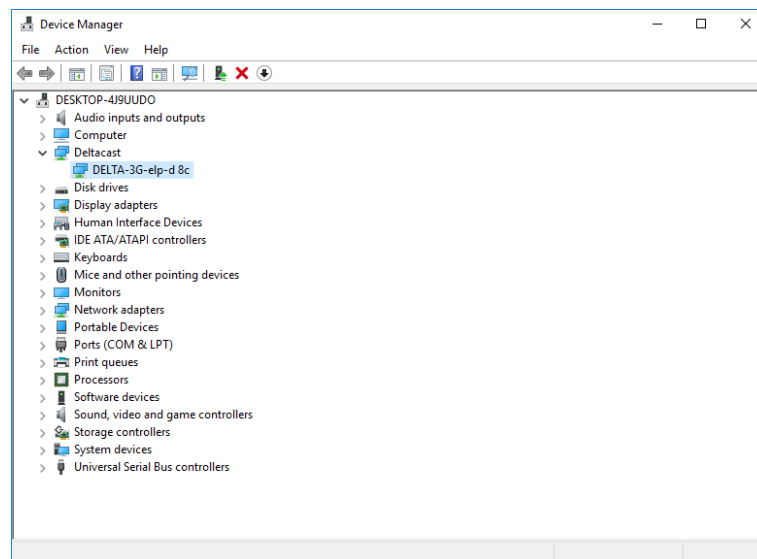 Device Manager
File Action View Help
DESKTOP-4J9UUDO
Audio inputs and outputs
Computer
Deltacast
DELTA-3G-elp-d 8c
Disk drives
Display adapters
Human Interface Devices
IDE ATA/ATAPI controllers
Keyboards
Mice and other pointing devices
Monitors
Network adapters
Portable Devices
Ports (COM & LPT)
Print queues
Processors
Software devices
Sound, video and game controllers
Storage controllers
System devices
Universal Serial Bus controllers